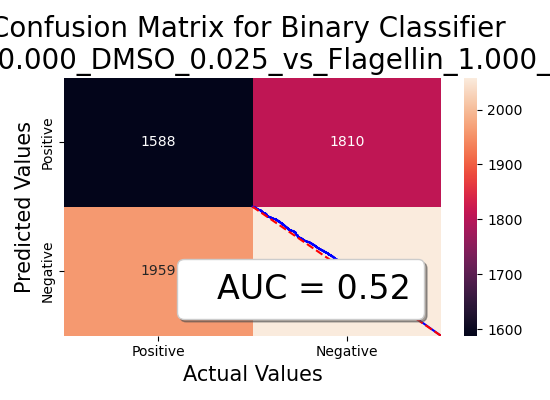 Confusion Matrix for Binary Classifier
0.000_DMSO_0.025_vs_Flagellin_1.000_
Predicted Values
Positive
Negative
1588
1810
1959
AUC = 0.52
Positive
Negative
Actual Values
2000
1900
1800
1700
1600